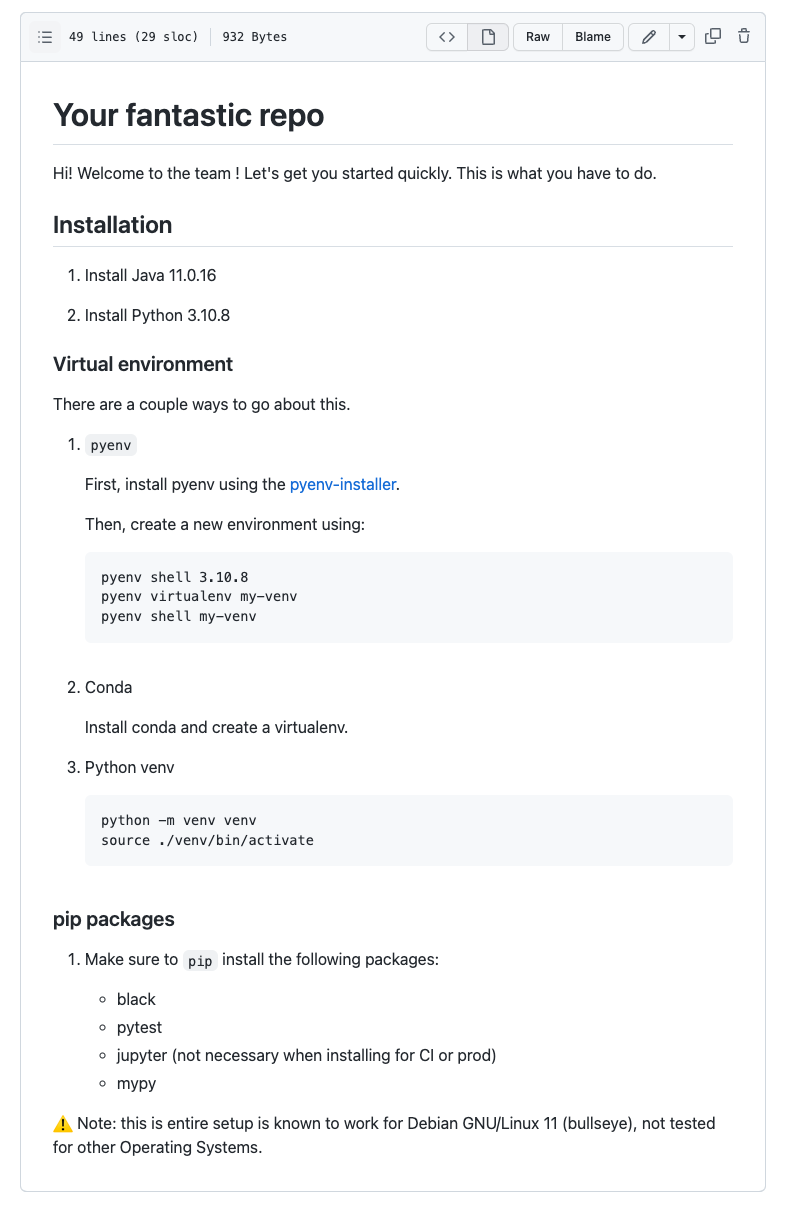 49 lines (29 sloc) 932 Bytes <> Raw Blame
Your fantastic repo
Hi! Welcome to the team ! Let's get you started quickly. This is what you have to do.
Installation
1. Install Java 11.0.16
2. Install Python 3.10.8
Virtual environment
There are a couple ways to go about this.
1. pyenv
First, install pyenv using the pyenv-installer.
Then, create a new environment using:
pyenv shell 3.10.8
pyenv virtualenv my-venv
pyenv shell my-venv
2. Conda
Install conda and create a virtualenv.
3. Python venv
python -m venv venv
source ./venv/bin/activate
pip packages
1. Make sure to pip install the following packages:
◦ black
◦ pytest
◦ jupyter (not necessary when installing for CI or prod)
◦ mypy
⚠️ Note: this is entire setup is known to work for Debian GNU/Linux 11 (bullseye), not tested
for other Operating Systems.